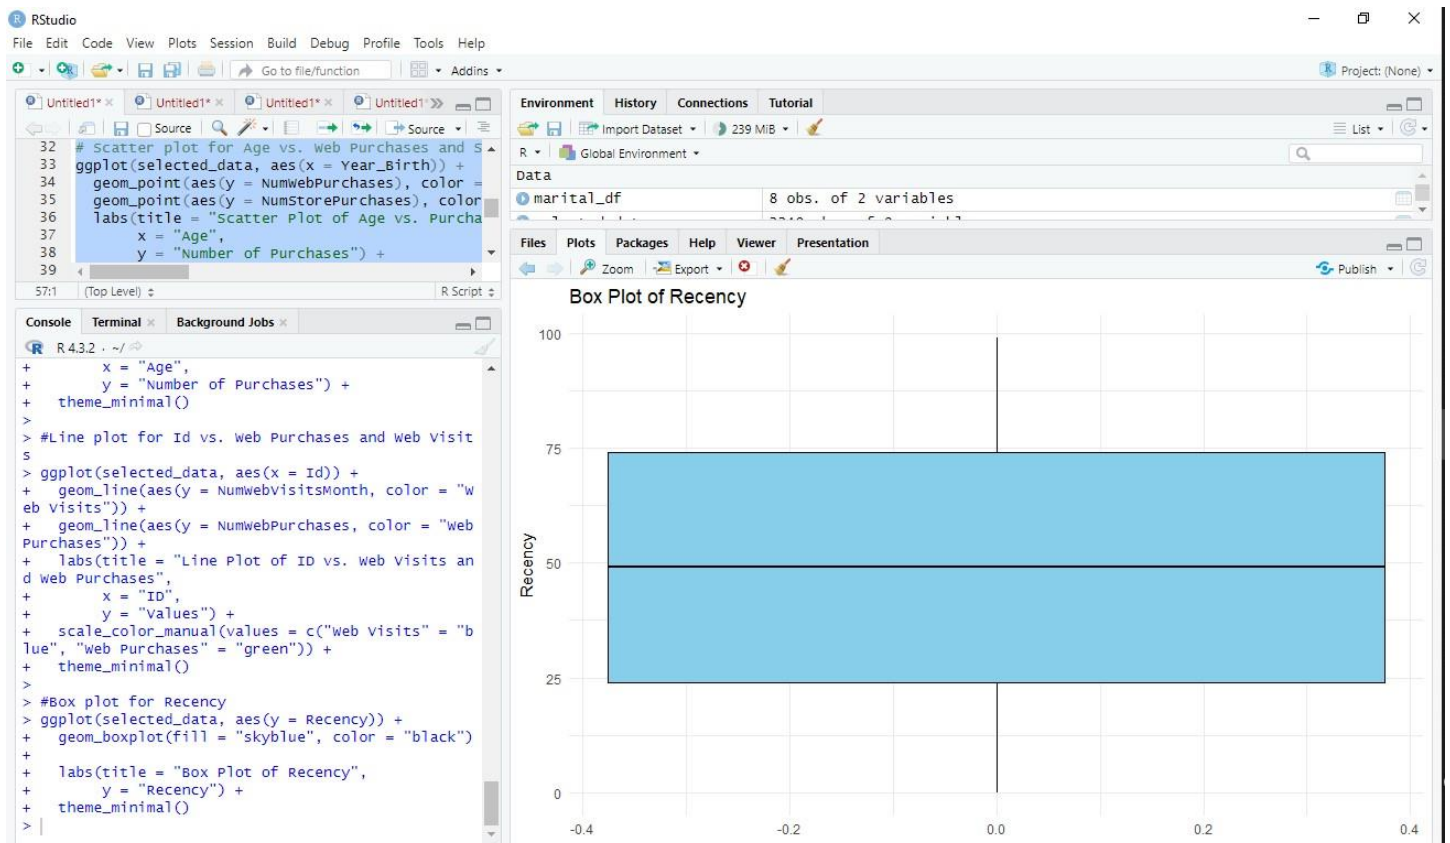 RStudio
File Edit Code View Plots Session Build Debug Profile Tools Help
Go to file/function Addins Project: (None)
Untitled1* Untitled1* Untitled1* Untitled1*
Source Source
32 # Scatter plot for Age vs. Web Purchases and S
33 ggplot(selected_data, aes(x = Year_Birth)) +
34 geom_point(aes(y = NumWebPurchases), color =
35 geom_point(aes(y = NumStorePurchases), color
36 labs(title = "Scatter Plot of Age vs. Purcha
37 x = "Age",
38 y = "Number of Purchases") +
39
57:1 (Top Level) R Script
Console Terminal Background Jobs
R 4.3.2 . ~/
+ x = "Age",
+ y = "Number of Purchases") +
+ theme_minimal()
>
> #Line plot for Id vs. Web Purchases and Web Visit
s
> ggplot(selected_data, aes(x = Id)) +
+ geom_line(aes(y = NumWebVisitsMonth, color = "W
eb Visits")) +
+ geom_line(aes(y = NumWebPurchases, color = "Web
Purchases")) +
+ labs(title = "Line Plot of ID vs. Web Visits an
d Web Purchases",
+ x = "ID",
+ y = "Values") +
+ scale_color_manual(values = c("Web Visits" = "b
lue", "Web Purchases" = "green")) +
+ theme_minimal()
>
> #Box plot for Recency
> ggplot(selected_data, aes(y = Recency)) +
+ geom_boxplot(fill = "skyblue", color = "black")
+
+ labs(title = "Box Plot of Recency",
+ y = "Recency") +
+ theme_minimal()
>
Environment History Connections Tutorial
Import Dataset 239 MiB List
R Global Environment
Data
marital_df 8 obs. of 2 variables
Files Plots Packages Help Viewer Presentation
Zoom Export Publish
Box Plot of Recency
100
75
50
25
0
Recency
-0.4 -0.2 0.0 0.2 0.4